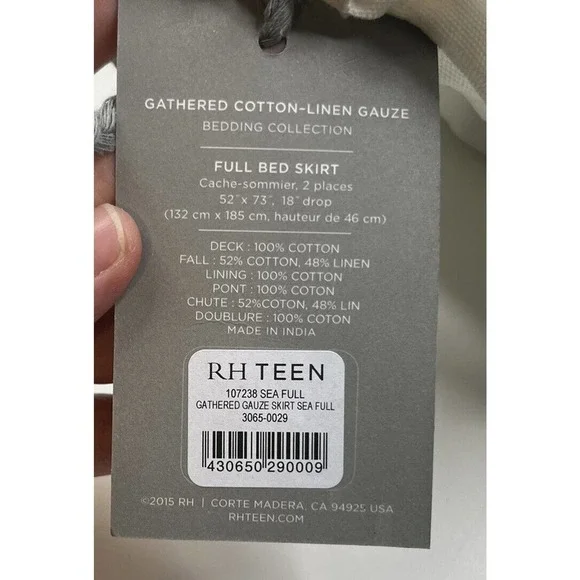 GATHERED COTTON-LINEN GAUZE
BEDDING COLLECTION
FULL BED SKIRT
Cache-sommier, 2 places
52" x 73", 18" drop
(132 cm x 185 cm, hauteur de 46 cm)
DECK : 100% COTTON
FALL : 52% COTTON, 48% LINEN
LINING : 100% COTTON
PONT : 100% COTON
CHUTE : 52%COTON, 48% LIN
DOUBLURE : 100% COTON
MADE IN INDIA
RH TEEN
107238 SEA FULL
GATHERED GAUZE SKIRT SEA FULL
3065-0029
430650 290009
©2015 RH | CORTE MADERA, CA 94925 USA
RHTEEN.COM